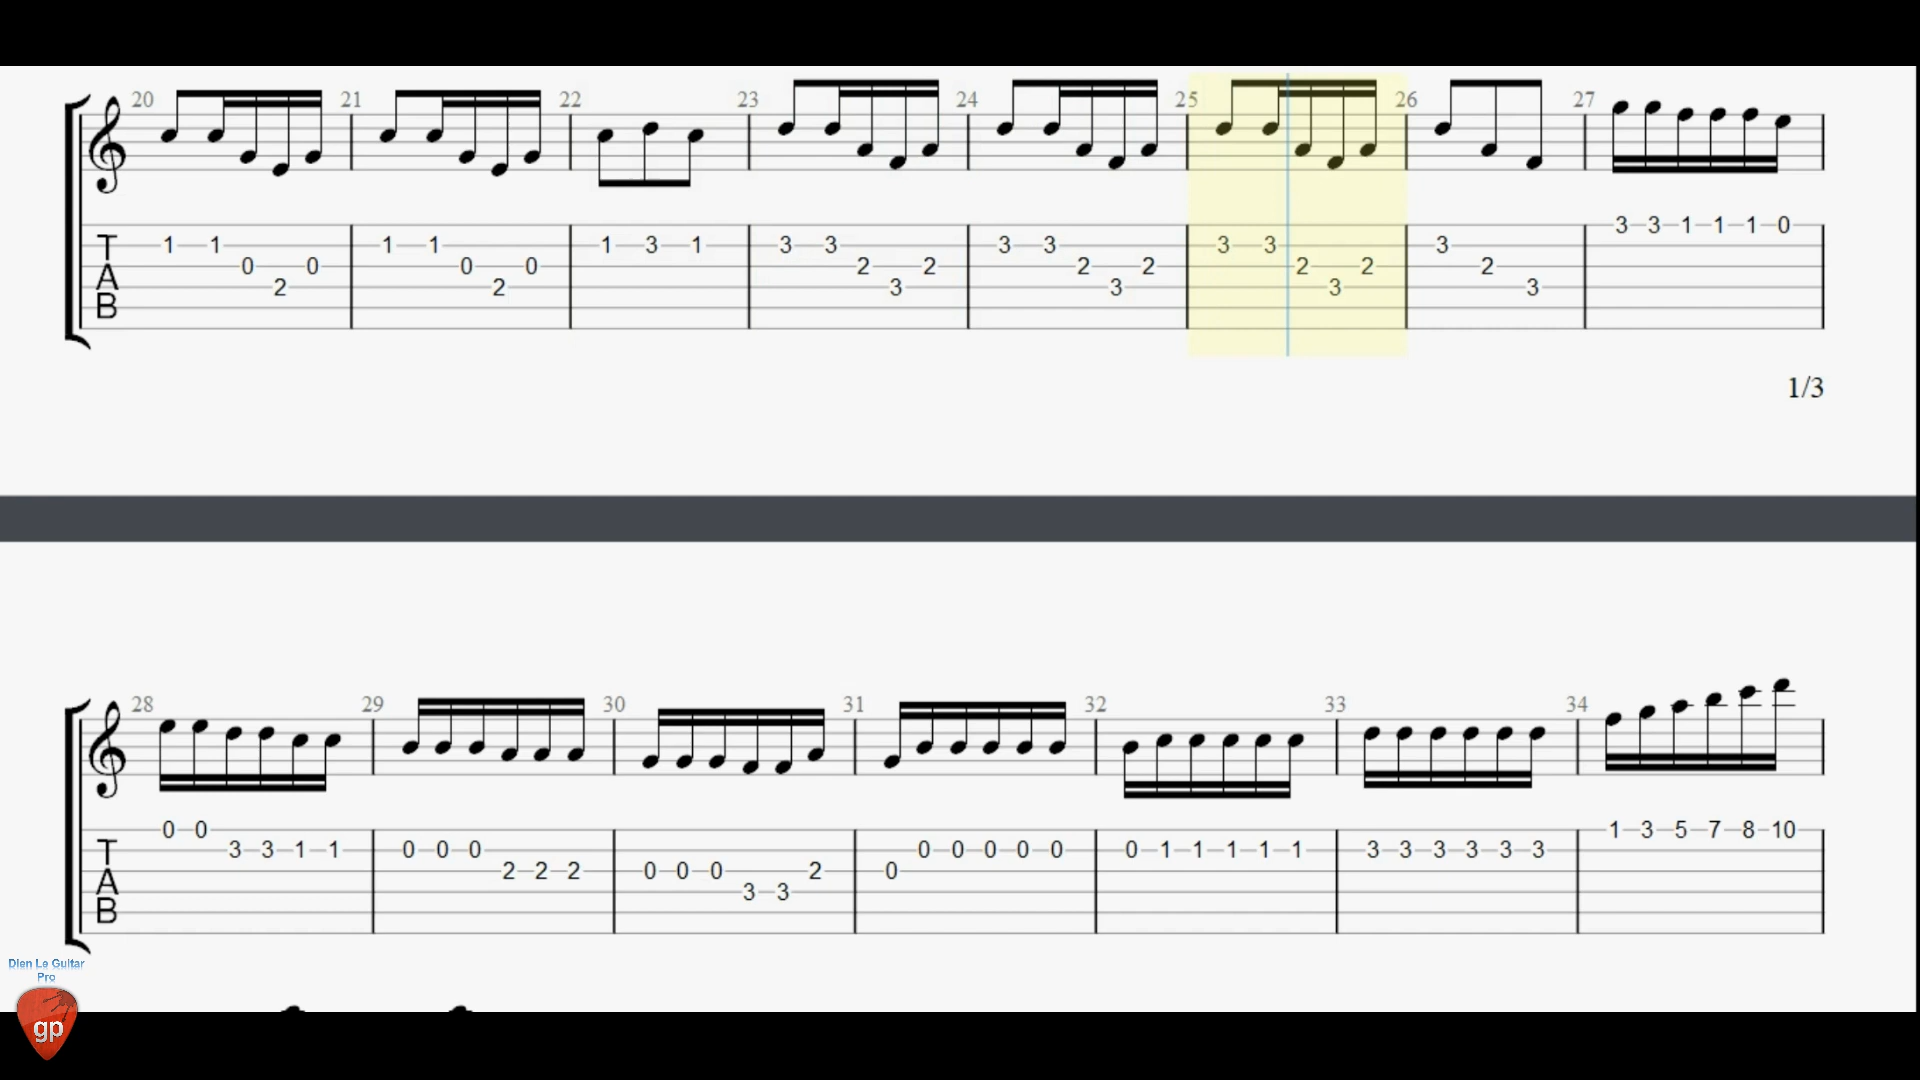 20 21 22 23 24 25 26 27
3 3 1 1 1 0
T 1 1 1 1 1 3 1 3 3 3 3 3 3 3
A 0 0 0 0 2 2 2 2 2 2 2
2 2 3 3 3 3
B
1/3
28 29 30 31 32 33 34
0 0 1 3 5 7 8 10
T 3 3 1 1 0 0 0 0 0 0 0 0 0 1 1 1 1 1 3 3 3 3 3 3
A 2 2 2 0 0 0 2 0
3 3
B
Dien Le Guitar
Pro
gp